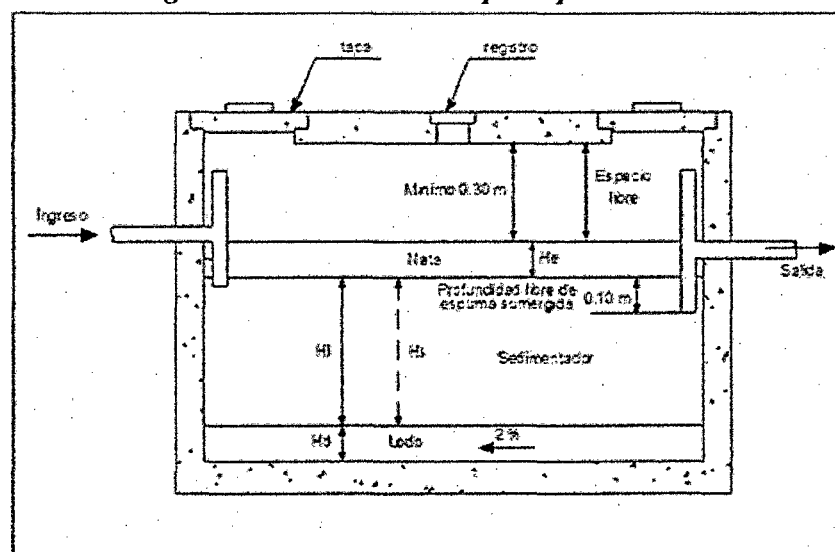 tapa
registro
Mínimo 0.30 m
Espacio
libre
Ingreso
Nata
He
Salida
Profundidad libre de
espuma sumergida
0.10 m
Hl
Hs
Sedimentador
Hd
Lodo
2 %